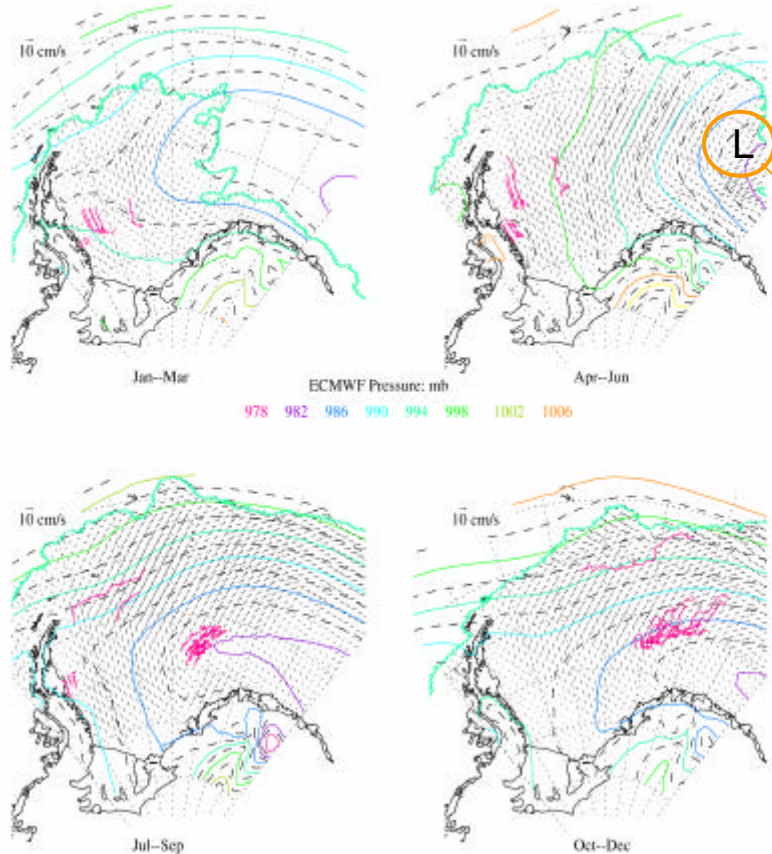 10 cm/s
10 cm/s
L
Jan--Mar
Apr--Jun
ECMWF Pressure: mb
978 982 986 990 994 998 1002 1006
10 cm/s
10 cm/s
Jul--Sep
Oct--Dec